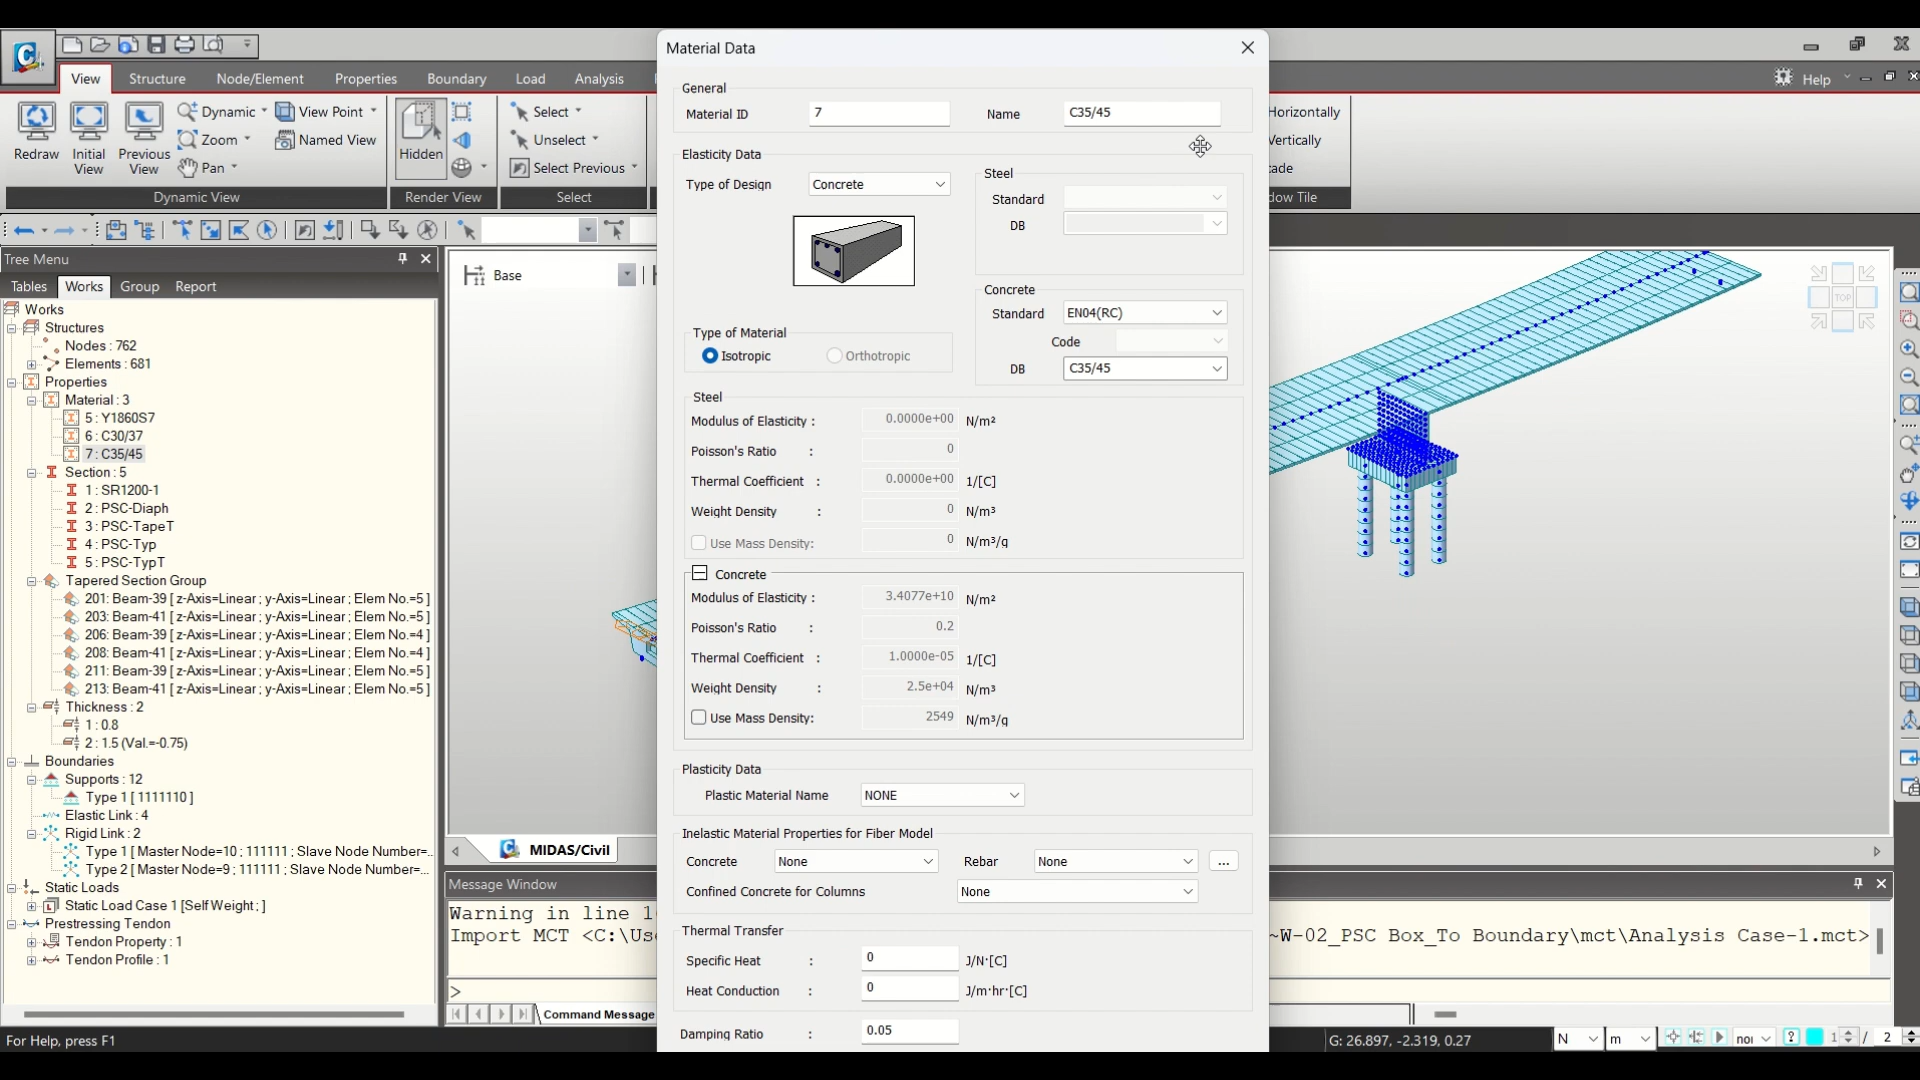 View
Structure
Node/Element
Properties
Boundary
Load
Analysis
Help
Redraw
Initial View
Previous View
Dynamic
Zoom
Pan
View Point
Named View
Hidden
Select
Unselect
Select Previous
Horizontally
Vertically
cade
Dynamic View
Render View
Select
dow Tile
Tree Menu
Tables
Works
Group
Report
Works
Structures
Nodes : 762
Elements : 681
Properties
Material : 3
5 : Y1860S7
6 : C30/37
7 : C35/45
Section : 5
1 : SR1200-1
2 : PSC-Diaph
3 : PSC-TapeT
4 : PSC-Typ
5 : PSC-TypT
Tapered Section Group
201: Beam-39 [ z-Axis=Linear ; y-Axis=Linear ; Elem No.=5 ]
203: Beam-41 [ z-Axis=Linear ; y-Axis=Linear ; Elem No.=5 ]
206: Beam-39 [ z-Axis=Linear ; y-Axis=Linear ; Elem No.=4 ]
208: Beam-41 [ z-Axis=Linear ; y-Axis=Linear ; Elem No.=4 ]
211: Beam-39 [ z-Axis=Linear ; y-Axis=Linear ; Elem No.=5 ]
213: Beam-41 [ z-Axis=Linear ; y-Axis=Linear ; Elem No.=5 ]
Thickness : 2
1 : 0.8
2 : 1.5 (Val.=-0.75)
Boundaries
Supports : 12
Type 1 [ 1111110 ]
Elastic Link : 4
Rigid Link : 2
Type 1 [ Master Node=10 ; 111111 ; Slave Node Number=...
Type 2 [ Master Node=9 ; 111111 ; Slave Node Number=...
Static Loads
Static Load Case 1 [Self Weight ; ]
Prestressing Tendon
Tendon Property : 1
Tendon Profile : 1
Base
TOP
MIDAS/Civil
Message Window
Warning in line 1
Import MCT <C:\Us
~W-02_PSC Box_To Boundary\mct\Analysis Case-1.mct>
>
Command Message
For Help, press F1
G: 26.897, -2.319, 0.27
N
m
1 / 2
Material Data
General
Material ID 7 Name C35/45
Elasticity Data
Type of Design Concrete
Steel
Standard
DB
Concrete
Standard EN04(RC)
Code
DB C35/45
Type of Material
Isotropic Orthotropic
Steel
Modulus of Elasticity : 0.0000e+00 N/m²
Poisson's Ratio : 0
Thermal Coefficient : 0.0000e+00 1/[C]
Weight Density : 0 N/m³
Use Mass Density: 0 N/m³/g
Concrete
Modulus of Elasticity : 3.4077e+10 N/m²
Poisson's Ratio : 0.2
Thermal Coefficient : 1.0000e-05 1/[C]
Weight Density : 2.5e+04 N/m³
Use Mass Density: 2549 N/m³/g
Plasticity Data
Plastic Material Name NONE
Inelastic Material Properties for Fiber Model
Concrete None Rebar None ...
Confined Concrete for Columns None
Thermal Transfer
Specific Heat : 0 J/N·[C]
Heat Conduction : 0 J/m·hr·[C]
Damping Ratio : 0.05